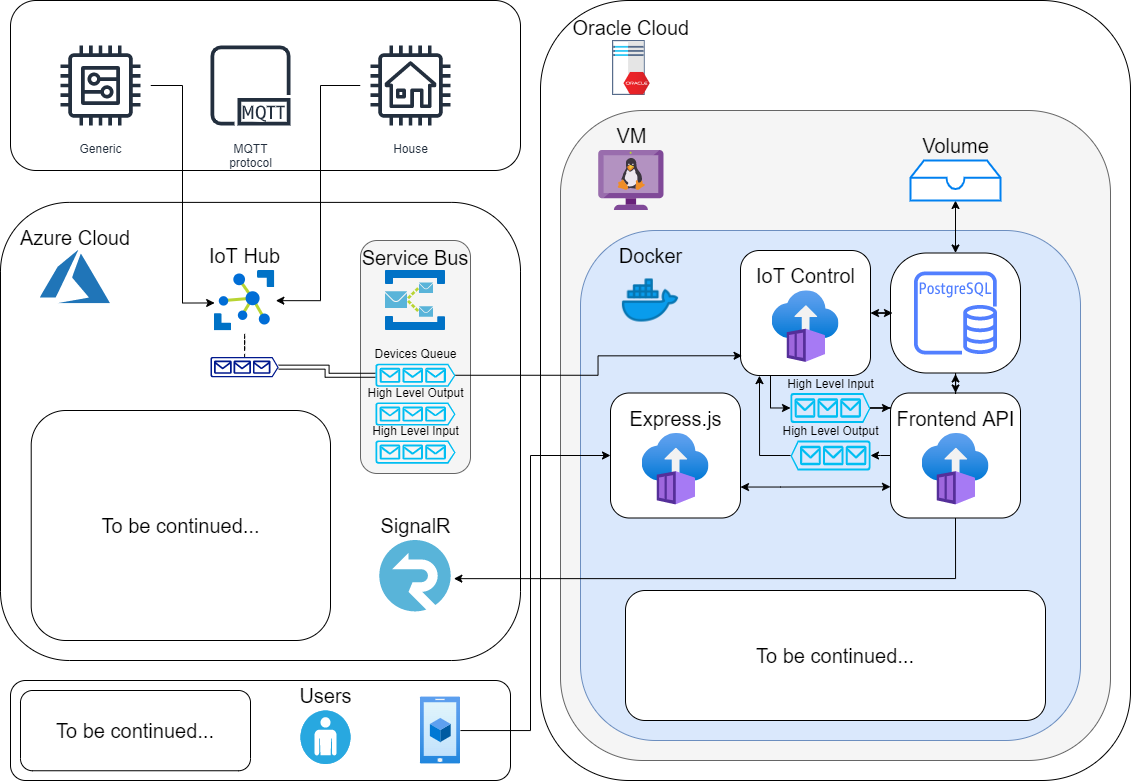 MQTT
Generic
MQTT
protocol
House
Azure Cloud
IoT Hub
Service Bus
Devices Queue
High Level Output
High Level Input
To be continued...
SignalR
To be continued...
Users
Oracle Cloud
ORACLE
VM
Volume
Docker
IoT Control
PostgreSQL
High Level Input
High Level Output
Express.js
Frontend API
To be continued...